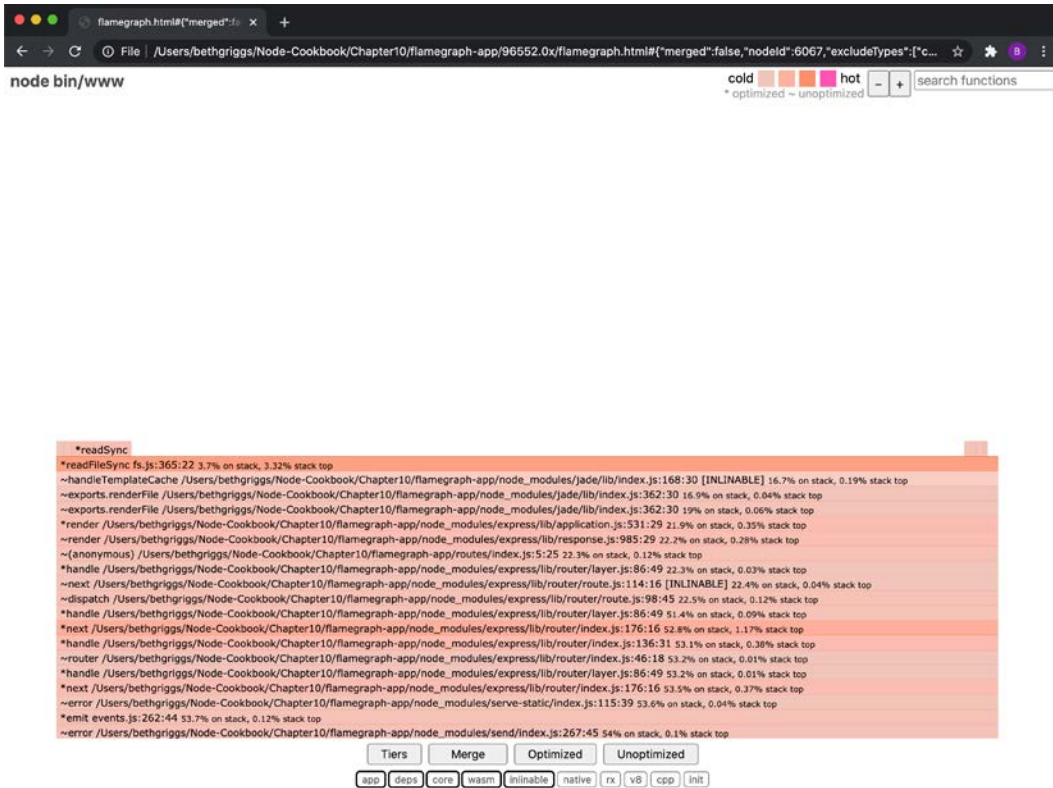 flamegraph.html#{"merged":fa
File | /Users/bethgriggs/Node-Cookbook/Chapter10/flamegraph-app/96552.0x/flamegraph.html#{"merged":false,"nodeId":6067,"excludeTypes":["c...
B
node bin/www
cold hot - + search functions
* optimized ~ unoptimized
*readSync
*readFileSync fs.js:365:22 3.7% on stack, 3.32% stack top
~handleTemplateCache /Users/bethgriggs/Node-Cookbook/Chapter10/flamegraph-app/node_modules/jade/lib/index.js:168:30 [INLINABLE] 16.7% on stack, 0.19% stack top
~exports.renderFile /Users/bethgriggs/Node-Cookbook/Chapter10/flamegraph-app/node_modules/jade/lib/index.js:362:30 16.9% on stack, 0.04% stack top
~exports.renderFile /Users/bethgriggs/Node-Cookbook/Chapter10/flamegraph-app/node_modules/jade/lib/index.js:362:30 19% on stack, 0.06% stack top
*render /Users/bethgriggs/Node-Cookbook/Chapter10/flamegraph-app/node_modules/express/lib/application.js:531:29 21.9% on stack, 0.35% stack top
~render /Users/bethgriggs/Node-Cookbook/Chapter10/flamegraph-app/node_modules/express/lib/response.js:985:29 22.2% on stack, 0.28% stack top
~(anonymous) /Users/bethgriggs/Node-Cookbook/Chapter10/flamegraph-app/routes/index.js:5:25 22.3% on stack, 0.12% stack top
*handle /Users/bethgriggs/Node-Cookbook/Chapter10/flamegraph-app/node_modules/express/lib/router/layer.js:86:49 22.3% on stack, 0.03% stack top
~next /Users/bethgriggs/Node-Cookbook/Chapter10/flamegraph-app/node_modules/express/lib/router/route.js:114:16 [INLINABLE] 22.4% on stack, 0.04% stack top
~dispatch /Users/bethgriggs/Node-Cookbook/Chapter10/flamegraph-app/node_modules/express/lib/router/route.js:98:45 22.5% on stack, 0.12% stack top
*handle /Users/bethgriggs/Node-Cookbook/Chapter10/flamegraph-app/node_modules/express/lib/router/layer.js:86:49 51.4% on stack, 0.09% stack top
*next /Users/bethgriggs/Node-Cookbook/Chapter10/flamegraph-app/node_modules/express/lib/router/index.js:176:16 52.8% on stack, 1.17% stack top
*handle /Users/bethgriggs/Node-Cookbook/Chapter10/flamegraph-app/node_modules/express/lib/router/index.js:136:31 53.1% on stack, 0.38% stack top
~router /Users/bethgriggs/Node-Cookbook/Chapter10/flamegraph-app/node_modules/express/lib/router/index.js:46:18 53.2% on stack, 0.01% stack top
~handle /Users/bethgriggs/Node-Cookbook/Chapter10/flamegraph-app/node_modules/express/lib/router/layer.js:86:49 53.2% on stack, 0.01% stack top
*next /Users/bethgriggs/Node-Cookbook/Chapter10/flamegraph-app/node_modules/express/lib/router/index.js:176:16 53.5% on stack, 0.37% stack top
~error /Users/bethgriggs/Node-Cookbook/Chapter10/flamegraph-app/node_modules/serve-static/index.js:115:39 53.6% on stack, 0.04% stack top
*emit events.js:262:44 53.7% on stack, 0.12% stack top
~error /Users/bethgriggs/Node-Cookbook/Chapter10/flamegraph-app/node_modules/send/index.js:267:45 54% on stack, 0.1% stack top
Tiers Merge Optimized Unoptimized
app deps core wasm inlinable native rx v8 cpp init